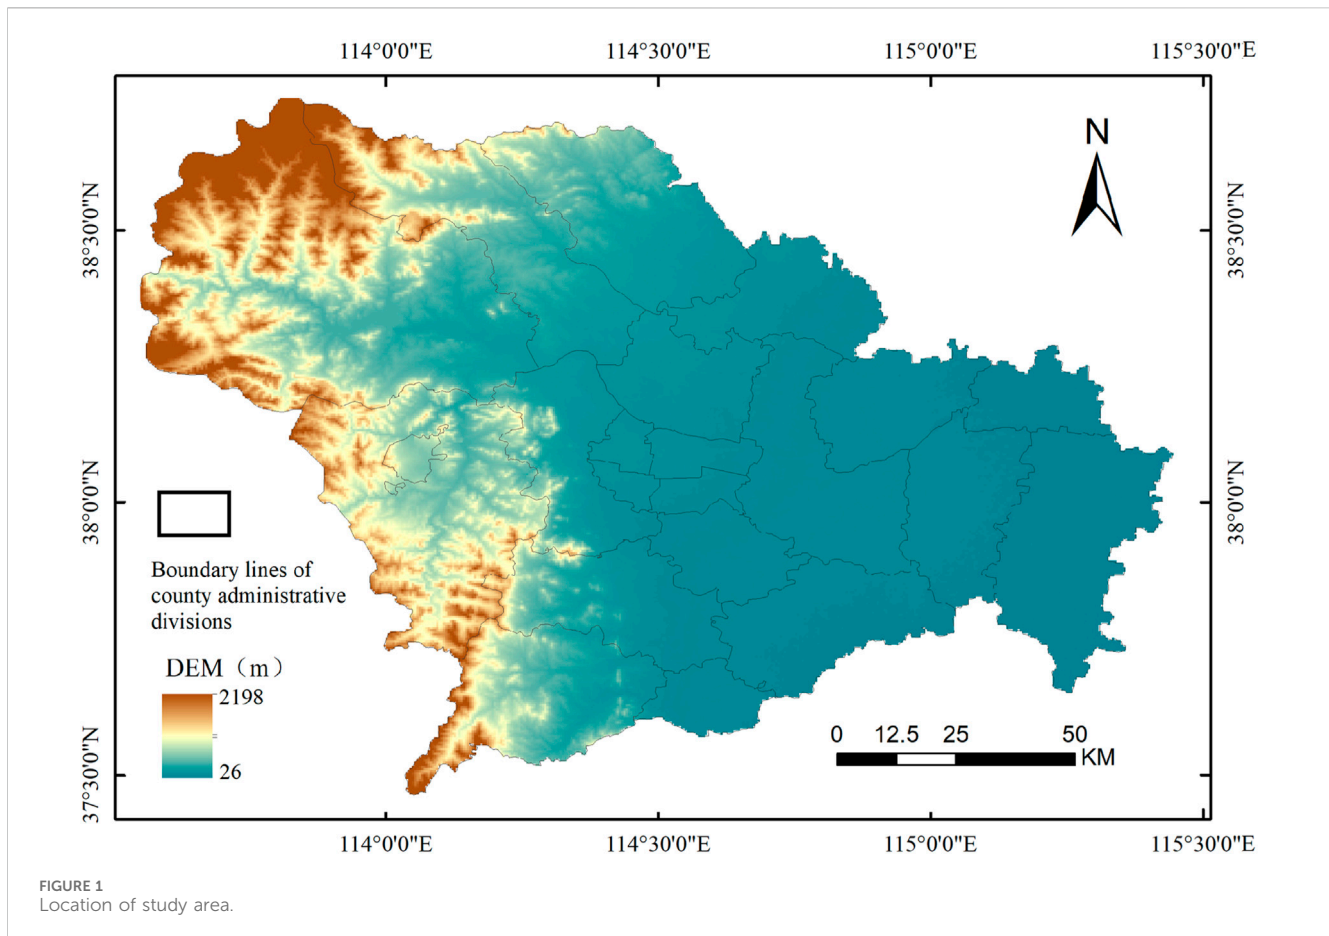 114°0'0"E 114°30'0"E 115°0'0"E 115°30'0"E
N
38°30'0"N
38°30'0"N
38°0'0"N
38°0'0"N
37°30'0"N
37°30'0"N
Boundary lines of
county administrative
divisions
DEM（m）
2198
26
0 12.5 25 50
KM
114°0'0"E 114°30'0"E 115°0'0"E 115°30'0"E
FIGURE 1
Location of study area.